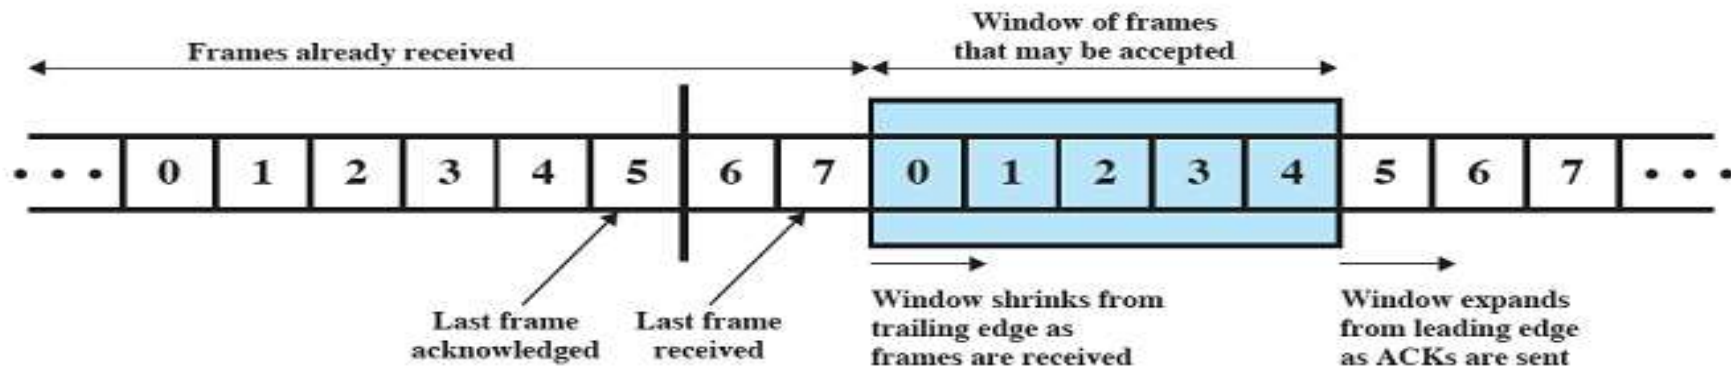 Window of frames
that may be accepted
Frames already received
• • • 0 1 2 3 4 5 6 7 0 1 2 3 4 5 6 7 • • •
Last frame
acknowledged
Last frame
received
Window shrinks from
trailing edge as
frames are received
Window expands
from leading edge
as ACKs are sent